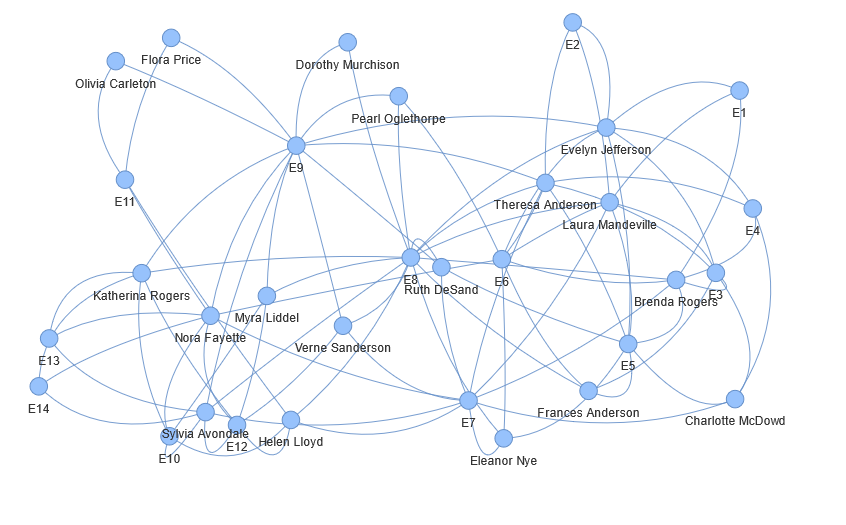 E2
Flora Price
Dorothy Murchison
Olivia Carleton
E1
Pearl Oglethorpe
Evelyn Jefferson
E9
E11
Theresa Anderson
Laura Mandeville
E4
E8
E6
Ruth DeSand
Katherina Rogers
E3
Brenda Rogers
Myra Liddel
Nora Fayette
Verne Sanderson
E13
E5
E14
Frances Anderson
Charlotte McDowd
E7
Sylvia Avondale
E12
Helen Lloyd
E10
Eleanor Nye